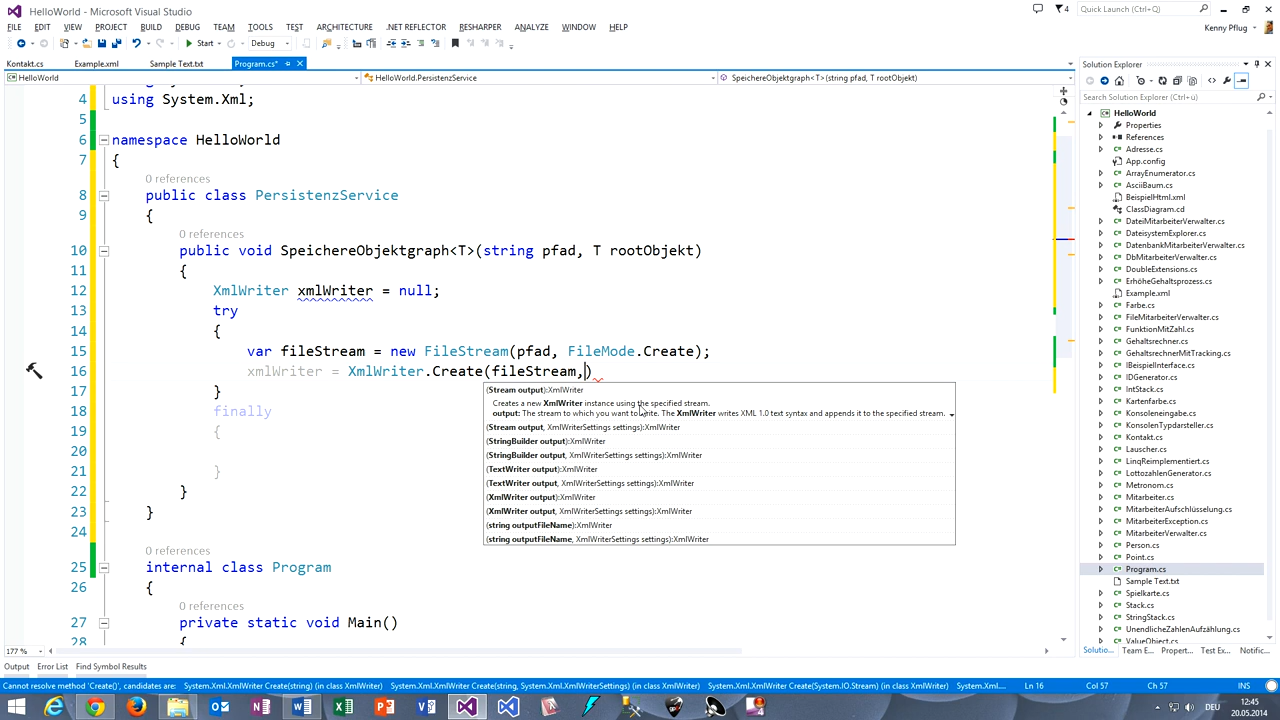 HelloWorld - Microsoft Visual Studio
4
Quick Launch (Ctrl+Q)
FILE EDIT VIEW PROJECT BUILD DEBUG TEAM TOOLS TEST ARCHITECTURE .NET REFLECTOR RESHARPER ANALYZE WINDOW HELP
Kenny Pflug
Start Debug
Kontakt.cs Example.xml Sample Text.txt Program.cs*
HelloWorld HelloWorld.PersistenzService SpeichereObjektgraph<T>(string pfad, T rootObjekt)
4 using System.Xml;
5
6 namespace HelloWorld
7 {
0 references
8 public class PersistenzService
9 {
0 references
10 public void SpeichereObjektgraph<T>(string pfad, T rootObjekt)
11 {
12 XmlWriter xmlWriter = null;
13 try
14 {
15 var fileStream = new FileStream(pfad, FileMode.Create);
16 xmlWriter = XmlWriter.Create(fileStream,)
17 }
18 finally
19 {
20
21 }
22 }
23 }
24
0 references
25 internal class Program
26 {
0 references
27 private static void Main()
28 {
(Stream output):XmlWriter
Creates a new XmlWriter instance using the specified stream.
output: The stream to which you want to write. The XmlWriter writes XML 1.0 text syntax and appends it to the specified stream.
(Stream output, XmlWriterSettings settings):XmlWriter
(StringBuilder output):XmlWriter
(StringBuilder output, XmlWriterSettings settings):XmlWriter
(TextWriter output):XmlWriter
(TextWriter output, XmlWriterSettings settings):XmlWriter
(XmlWriter output):XmlWriter
(XmlWriter output, XmlWriterSettings settings):XmlWriter
(string outputFileName):XmlWriter
(string outputFileName, XmlWriterSettings settings):XmlWriter
Solution Explorer
Search Solution Explorer (Ctrl+ü)
HelloWorld
Properties
References
Adresse.cs
App.config
ArrayEnumerator.cs
AsciiBaum.cs
BeispielHtml.xml
ClassDiagram.cd
DateiMitarbeiterVerwalter.cs
DateisystemExplorer.cs
DatenbankMitarbeiterVerwalter.cs
DbMitarbeiterVerwalter.cs
DoubleExtensions.cs
ErhöheGehaltsprozess.cs
Example.xml
Farbe.cs
FileMitarbeiterVerwalter.cs
FunktionMitZahl.cs
Gehaltsrechner.cs
GehaltsrechnerMitTracking.cs
IDGenerator.cs
IntStack.cs
Kartenfarbe.cs
Konsoleneingabe.cs
KonsolenTypdarsteller.cs
Kontakt.cs
Lauscher.cs
LinqReimplementiert.cs
LottozahlenGenerator.cs
Metronom.cs
Mitarbeiter.cs
MitarbeiterAufschlüsselung.cs
MitarbeiterException.cs
MitarbeiterVerwalter.cs
Person.cs
Point.cs
Program.cs
Sample Text.txt
Spielkarte.cs
Stack.cs
StringStack.cs
UnendlicheZahlenAufzählung.cs
ValueObject.cs
177 %
Solutio... Team E... Propert... Test Ex... Notific...
Output Error List Find Symbol Results
Cannot resolve method 'Create()', candidates are: System.Xml.XmlWriter Create(string) (in class XmlWriter) System.Xml.XmlWriter Create(string, System.Xml.XmlWriterSettings) (in class XmlWriter) System.Xml.XmlWriter Create(System.IO.Stream) (in class XmlWriter) System.Xml.... Ln 16 Col 57 Ch 57 INS
DEU
12:45
20.05.2014